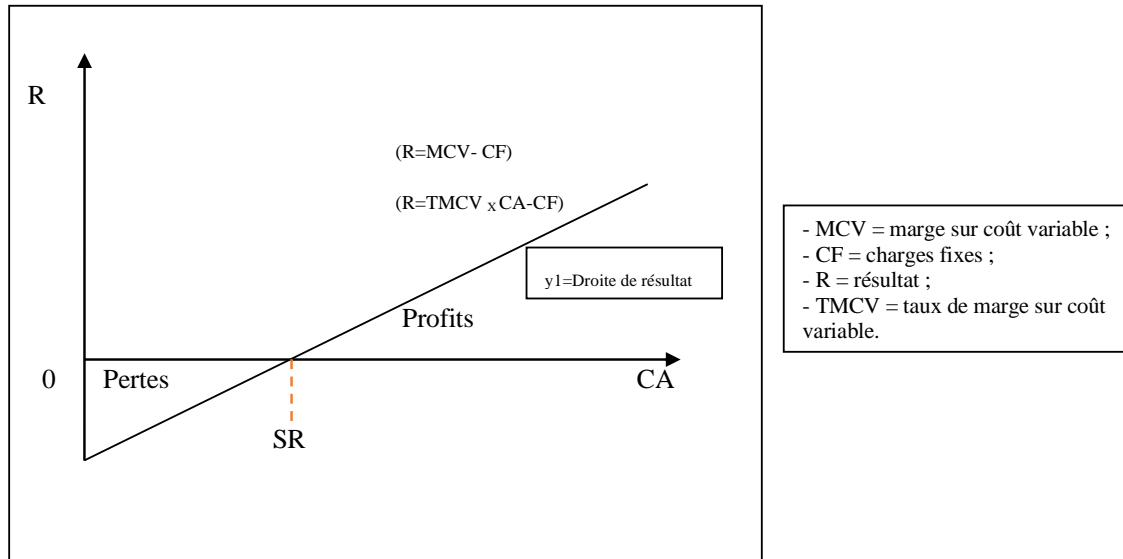 R
(R=MCV- CF)
(R=TMCV x CA-CF)
y1=Droite de résultat
Profits
0
Pertes
CA
SR
- MCV = marge sur coût variable ;
- CF = charges fixes ;
- R = résultat ;
- TMCV = taux de marge sur coût
variable.